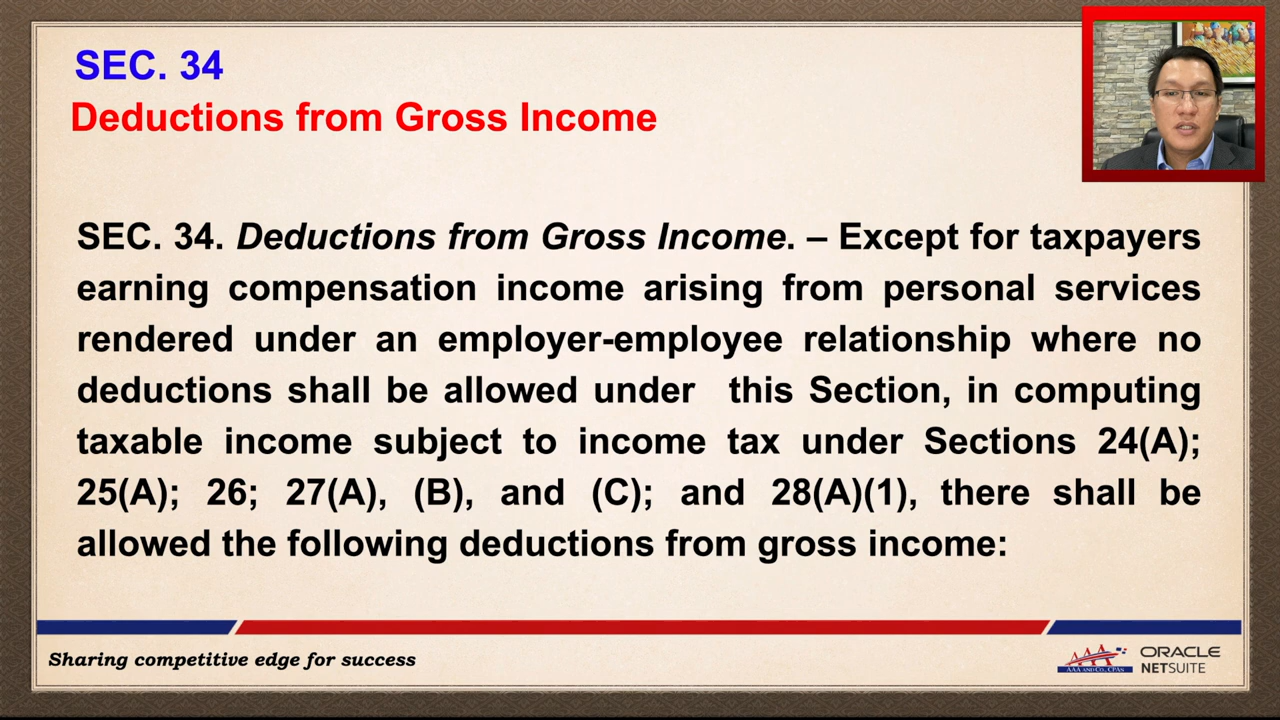 SEC. 34
Deductions from Gross Income
SEC. 34. Deductions from Gross Income. – Except for taxpayers
earning compensation income arising from personal services
rendered under an employer-employee relationship where no
deductions shall be allowed under this Section, in computing
taxable income subject to income tax under Sections 24(A);
25(A); 26; 27(A), (B), and (C); and 28(A)(1), there shall be
allowed the following deductions from gross income:
Sharing competitive edge for success
AAA
AAA AND CO., CPAs
ORACLE
NETSUITE